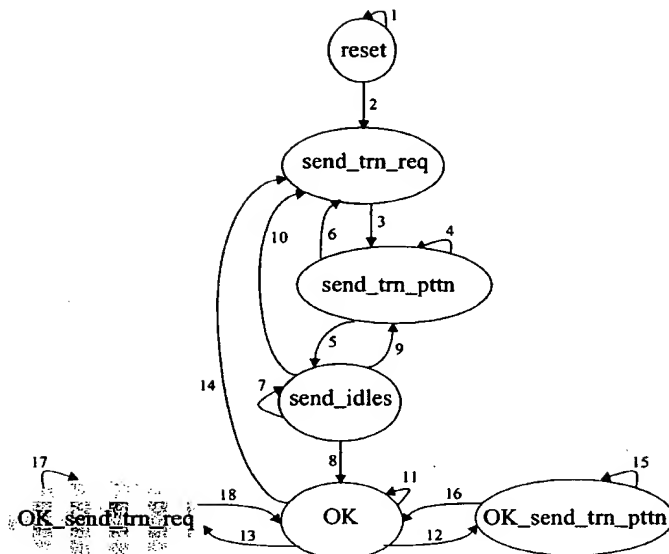 1
reset
2
send_trn_req
10
6
3
4
send_trn_pttn
5
9
14
7
send_idles
8
17
11
15
18
16
OK_send_trn_req
OK
OK_send_trn_pttn
13
12